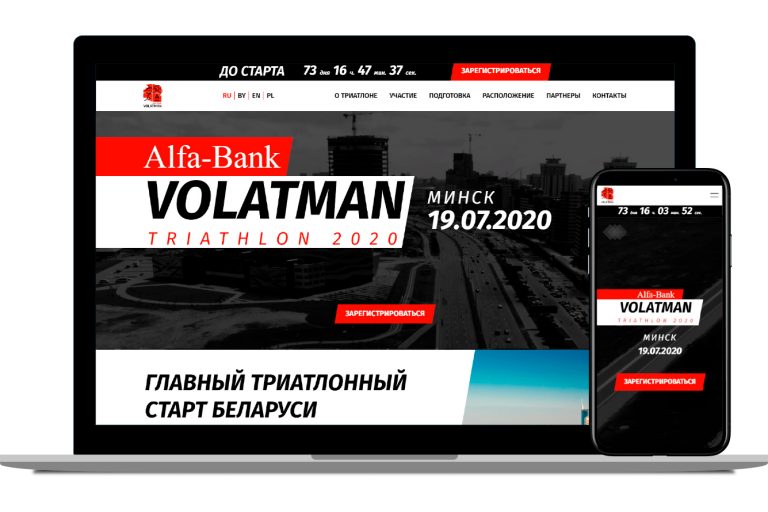 ДО СТАРТА 73 дня 16 ч. 47 мин. 37 сек. ЗАРЕГИСТРИРОВАТЬСЯ
VOLATMAN
RU | BY | EN | PL О ТРИАТЛОНЕ УЧАСТИЕ ПОДГОТОВКА РАСПОЛОЖЕНИЕ ПАРТНЕРЫ КОНТАКТЫ
Alfa-Bank
VOLATMAN
TRIATHLON 2020
МИНСК
19.07.2020
ЗАРЕГИСТРИРОВАТЬСЯ
ГЛАВНЫЙ ТРИАТЛОННЫЙ
СТАРТ БЕЛАРУСИ
73 дня 16 ч. 03 мин. 52 сек.
Alfa-Bank
VOLATMAN
TRIATHLON 2020
МИНСК
19.07.2020
ЗАРЕГИСТРИРОВАТЬСЯ